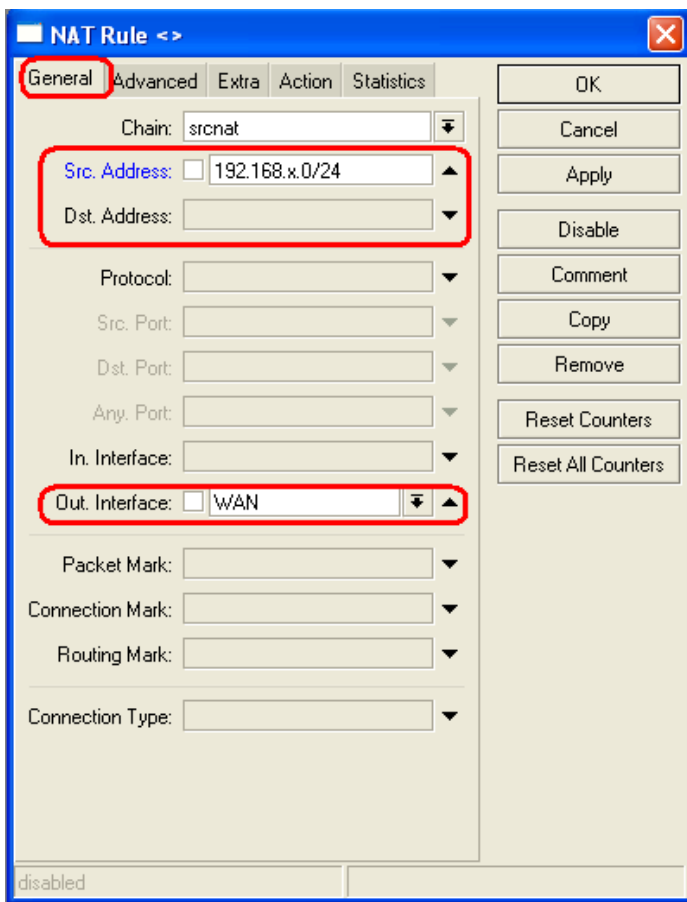 NAT Rule <>
General Advanced Extra Action Statistics
OK
Chain: srcnat
Cancel
Src. Address: 192.168.x.0/24
Apply
Dst. Address:
Disable
Protocol:
Comment
Src. Port:
Copy
Dst. Port:
Remove
Any. Port:
Reset Counters
In. Interface:
Reset All Counters
Out. Interface: WAN
Packet Mark:
Connection Mark:
Routing Mark:
Connection Type:
disabled